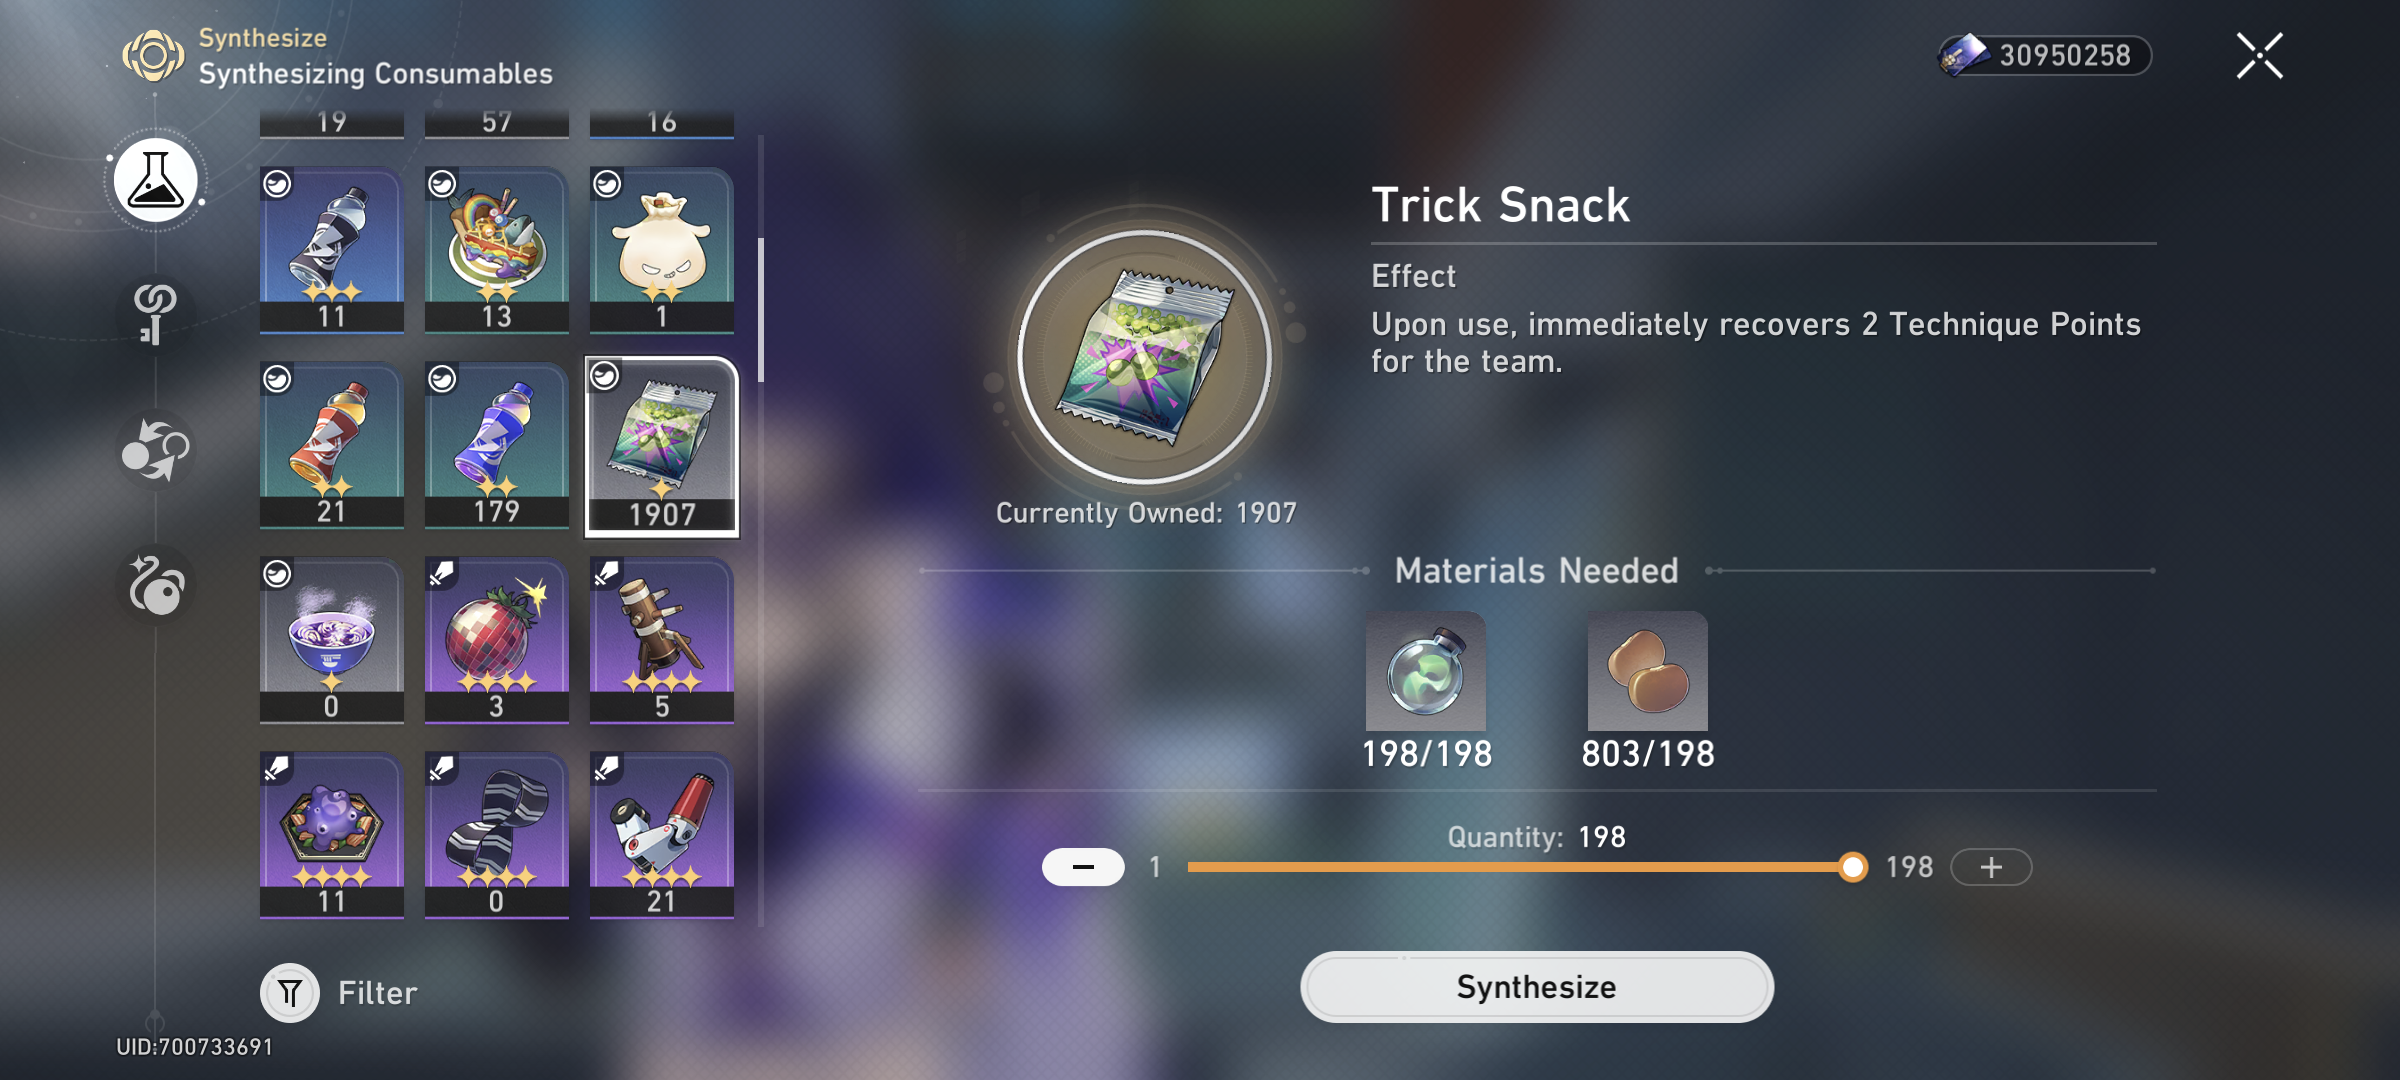 Synthesize
Synthesizing Consumables
30950258
19
57
16
11
13
1
21
179
1907
0
3
5
11
0
21
Filter
UID:700733691
Currently Owned: 1907
Trick Snack
Effect
Upon use, immediately recovers 2 Technique Points
for the team.
Materials Needed
198/198
803/198
Quantity: 198
1
198
Synthesize